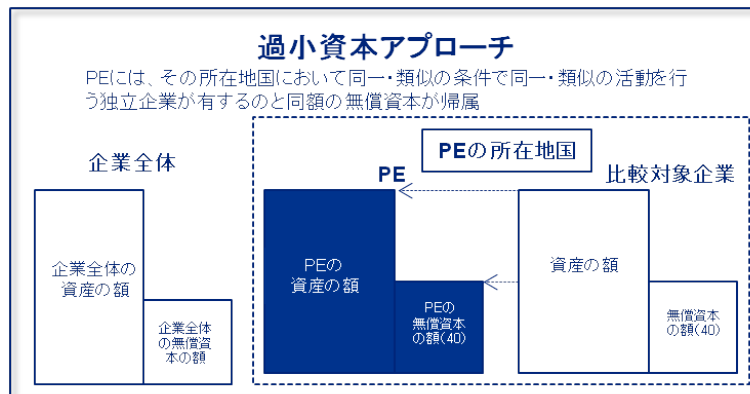 過小資本アプローチ
PEには、その所在地国において同一・類似の条件で同一・類似の活動を行
う独立企業が有するのと同額の無償資本が帰属
PEの所在地国
企業全体
PE
比較対象企業
企業全体の
資産の額
企業全体
の無償資
本の額
PEの
資産の額
PEの
無償資本
の額(40)
資産の額
無償資本
の額(40)